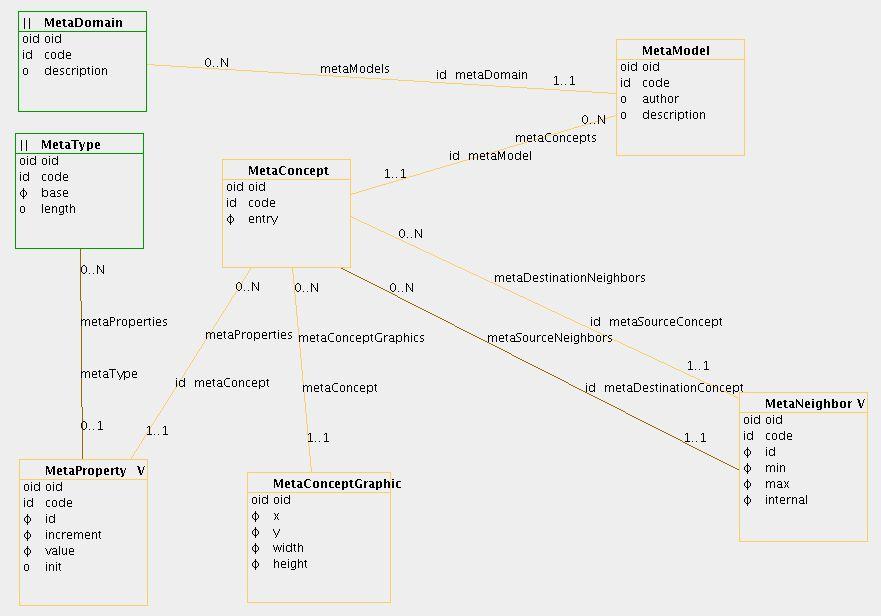 || MetaDomain
oid oid
id code
o description
0..N
metaModels
id metaDomain
1..1
MetaModel
oid oid
id code
o author
o description
0..N
metaConcepts
id metaModel
1..1
|| MetaType
oid oid
id code
ϕ base
o length
MetaConcept
oid oid
id code
ϕ entry
0..N
metaProperties
metaType
0..1
0..N
metaProperties
id metaConcept
1..1
0..N
metaConceptGraphics
metaConcept
1..1
0..N
metaDestinationNeighbors
id metaSourceConcept
1..1
0..N
metaSourceNeighbors
id metaDestinationConcept
1..1
MetaNeighbor V
oid oid
id code
ϕ id
ϕ min
ϕ max
ϕ internal
MetaProperty V
oid oid
id code
ϕ id
ϕ increment
ϕ value
o init
MetaConceptGraphic
oid oid
ϕ x
ϕ y
ϕ width
ϕ height